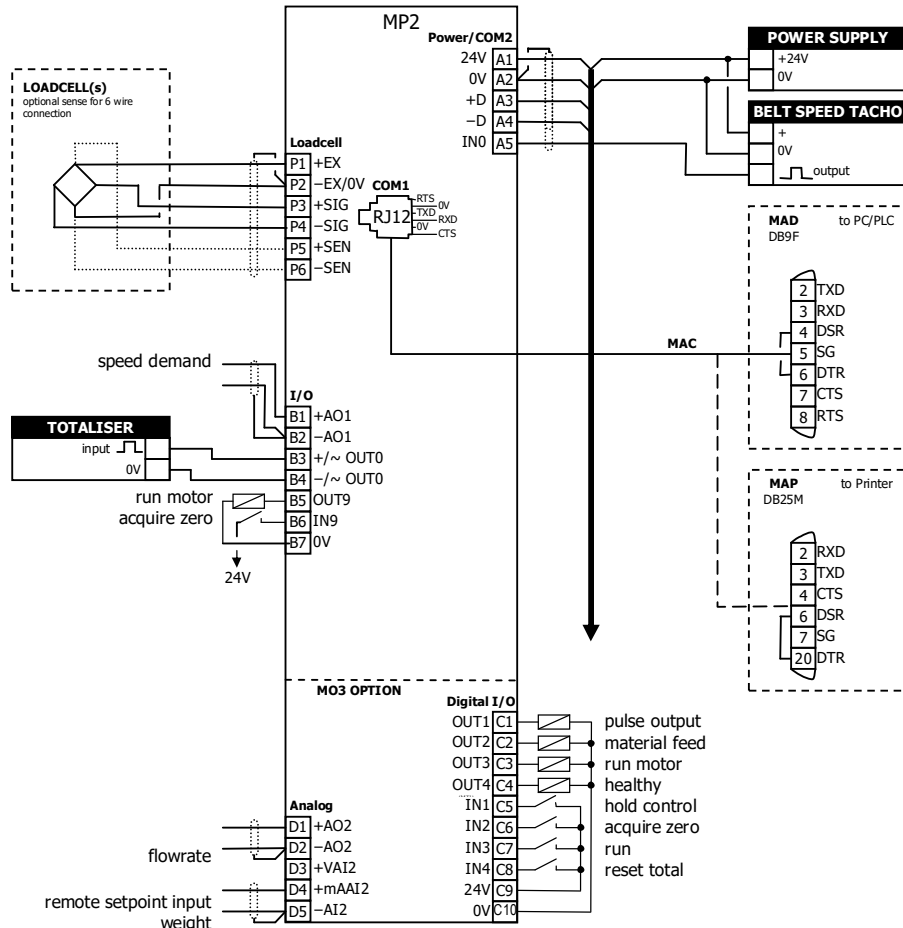 MP2
Power/COM2
24V A1
0V A2
+D A3
−D A4
IN0 A5
POWER SUPPLY
+24V
0V
BELT SPEED TACHO
+
0V
output
LOADCELL(s)
optional sense for 6 wire
connection
Loadcell
P1 +EX
P2 −EX/0V
P3 +SIG
P4 −SIG
P5 +SEN
P6 −SEN
COM1
RJ12
RTS
0V
TXD
RXD
0V
CTS
MAC
MAD to PC/PLC
DB9F
2 TXD
3 RXD
4 DSR
5 SG
6 DTR
7 CTS
8 RTS
speed demand
I/O
B1 +AO1
B2 −AO1
B3 +/~ OUT0
B4 −/~ OUT0
B5 OUT9
B6 IN9
B7 0V
TOTALISER
input
0V
run motor
acquire zero
24V
MAP to Printer
DB25M
2 RXD
3 TXD
4 CTS
6 DSR
7 SG
20 DTR
MO3 OPTION
Digital I/O
OUT1 C1 pulse output
OUT2 C2 material feed
OUT3 C3 run motor
OUT4 C4 healthy
IN1 C5 hold control
IN2 C6 acquire zero
IN3 C7 run
IN4 C8 reset total
24V C9
0V C10
Analog
D1 +AO2
D2 −AO2
D3 +VAI2
D4 +mAAI2
D5 −AI2
flowrate
remote setpoint input
weight